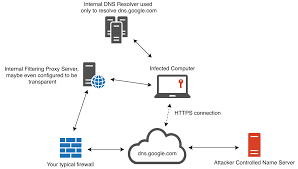 Internal DNS Resolver used
only to resolve dns.google.com
Internal Filtering Proxy Server,
maybe even configured to be
transparent
Infected Computer
HTTPS connection
dns.google.com
Your typical firewall
Attacker Controlled Name Server